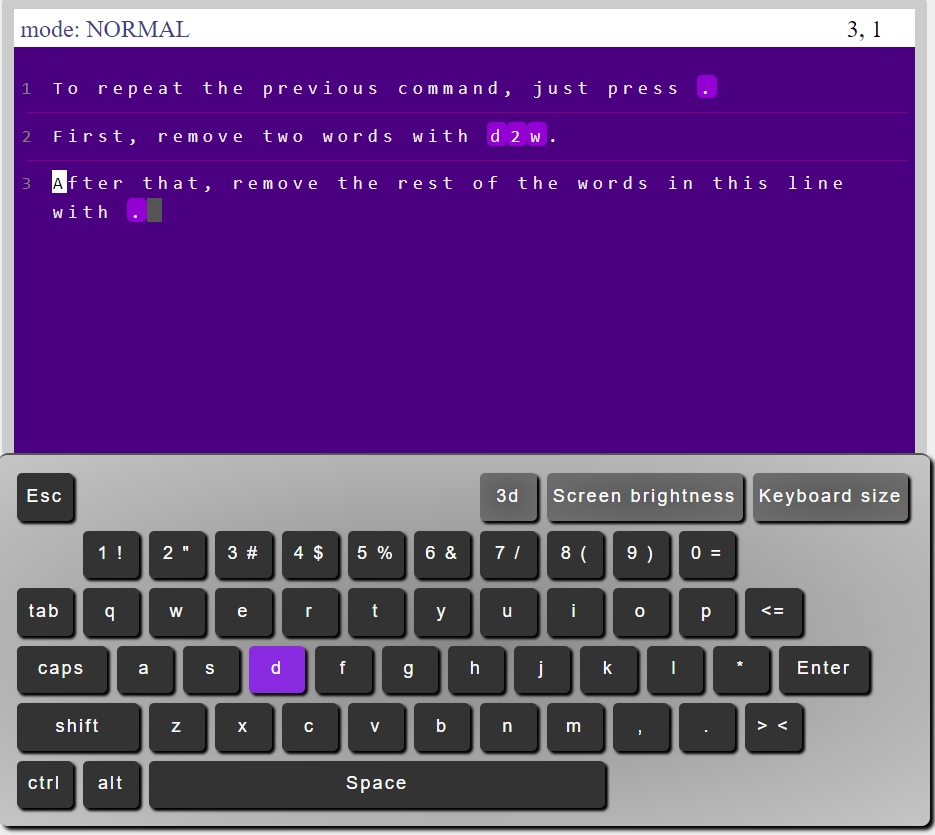 mode: NORMAL 3, 1
1 To repeat the previous command, just press .
2 First, remove two words with d2w.
3 After that, remove the rest of the words in this line
with .
Esc 3d Screen brightness Keyboard size
1 ! 2 " 3 # 4 $ 5 % 6 & 7 / 8 ( 9 ) 0 =
tab q w e r t y u i o p <=
caps a s d f g h j k l * Enter
shift z x c v b n m , . > <
ctrl alt Space